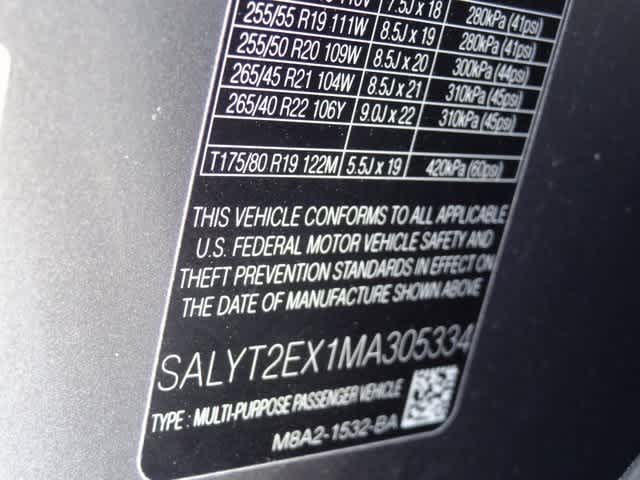 7.5J x 18 280kPa (41psi)
255/55 R19 111W 8.5J x 19 280kPa (41psi)
255/50 R20 109W 8.5J x 20 300kPa (44psi)
265/45 R21 104W 8.5J x 21 310kPa (45psi)
265/40 R22 106Y 9.0J x 22 310kPa (45psi)
T175/80 R19 122M 5.5J x 19 420kPa (60psi)
THIS VEHICLE CONFORMS TO ALL APPLICABLE
U.S. FEDERAL MOTOR VEHICLE SAFETY AND
THEFT PREVENTION STANDARDS IN EFFECT ON
THE DATE OF MANUFACTURE SHOWN ABOVE
SALYT2EX1MA305334
TYPE : MULTI-PURPOSE PASSENGER VEHICLE
M8A2-1532-BA